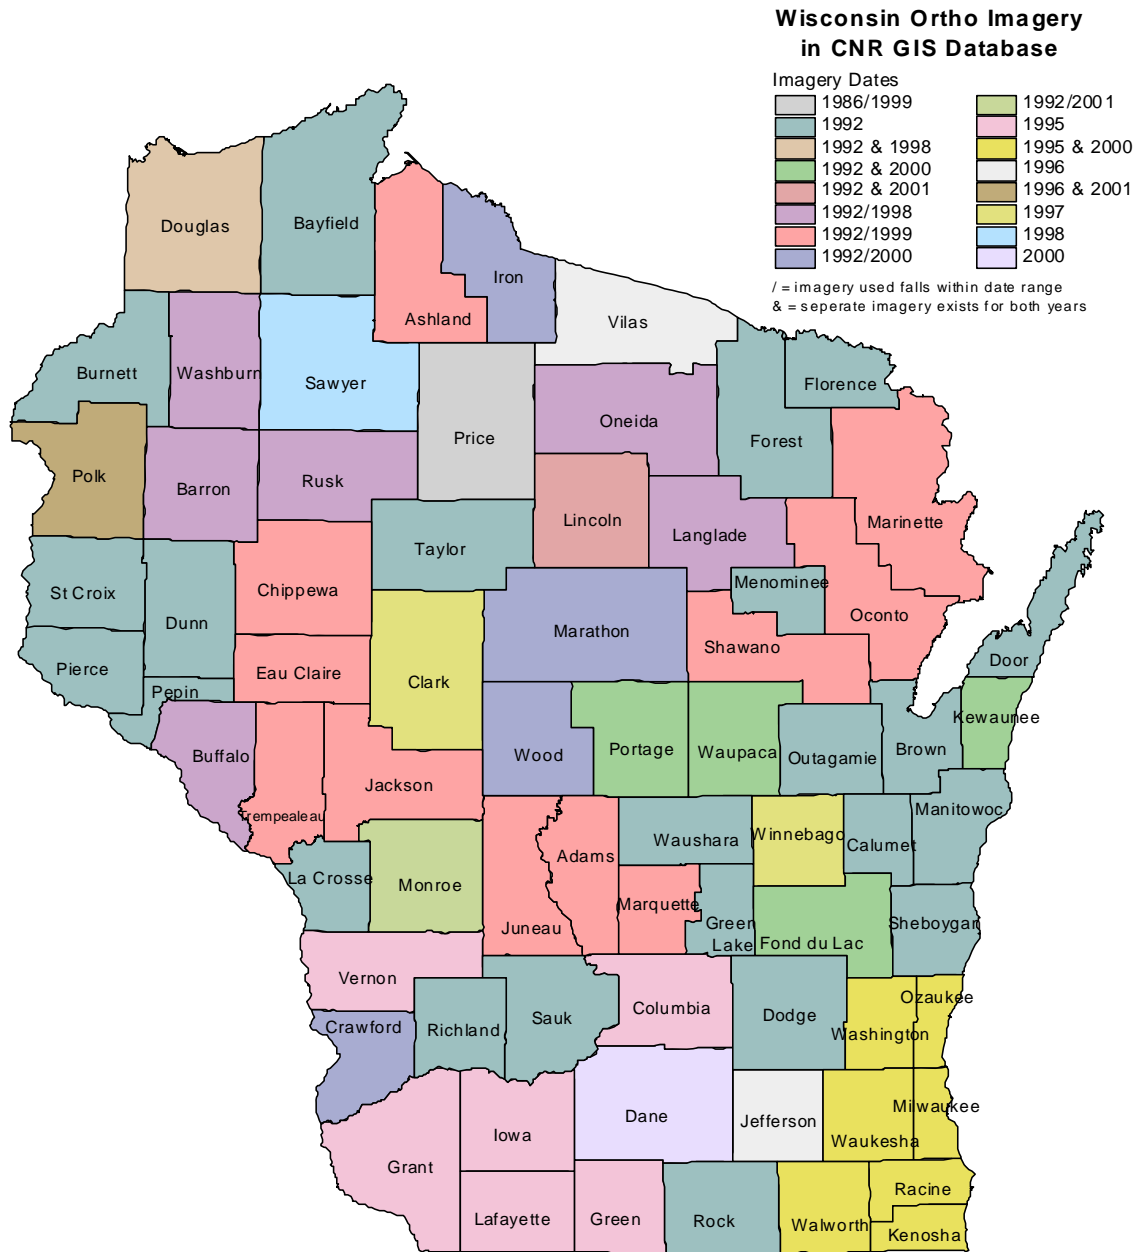 Wisconsin Ortho Imagery
in CNR GIS Database
Imagery Dates
1986/1999
1992
1992 & 1998
1992 & 2000
1992 & 2001
1992/1998
1992/1999
1992/2000
1992/2001
1995
1995 & 2000
1996
1996 & 2001
1997
1998
2000
/ = imagery used falls within date range
& = seperate imagery exists for both years
Douglas
Bayfield
Iron
Ashland
Vilas
Burnett
Washburn
Sawyer
Florence
Oneida
Price
Forest
Polk
Barron
Rusk
Lincoln
Marinette
Langlade
Taylor
Chippewa
Menominee
St Croix
Dunn
Marathon
Oconto
Shawano
Pierce
Eau Claire
Clark
Door
Pepin
Kewaunee
Buffalo
Wood
Portage
Waupaca
Outagamie
Brown
Jackson
Trempealeau
Manitowoc
Waushara
Winnebago
Calumet
Adams
La Crosse
Monroe
Marquette
Juneau
Green
Lake
Fond du Lac
Sheboygan
Vernon
Columbia
Ozaukee
Crawford
Richland
Sauk
Dodge
Washington
Dane
Jefferson
Milwaukee
Iowa
Waukesha
Grant
Racine
Lafayette
Green
Rock
Walworth
Kenosha